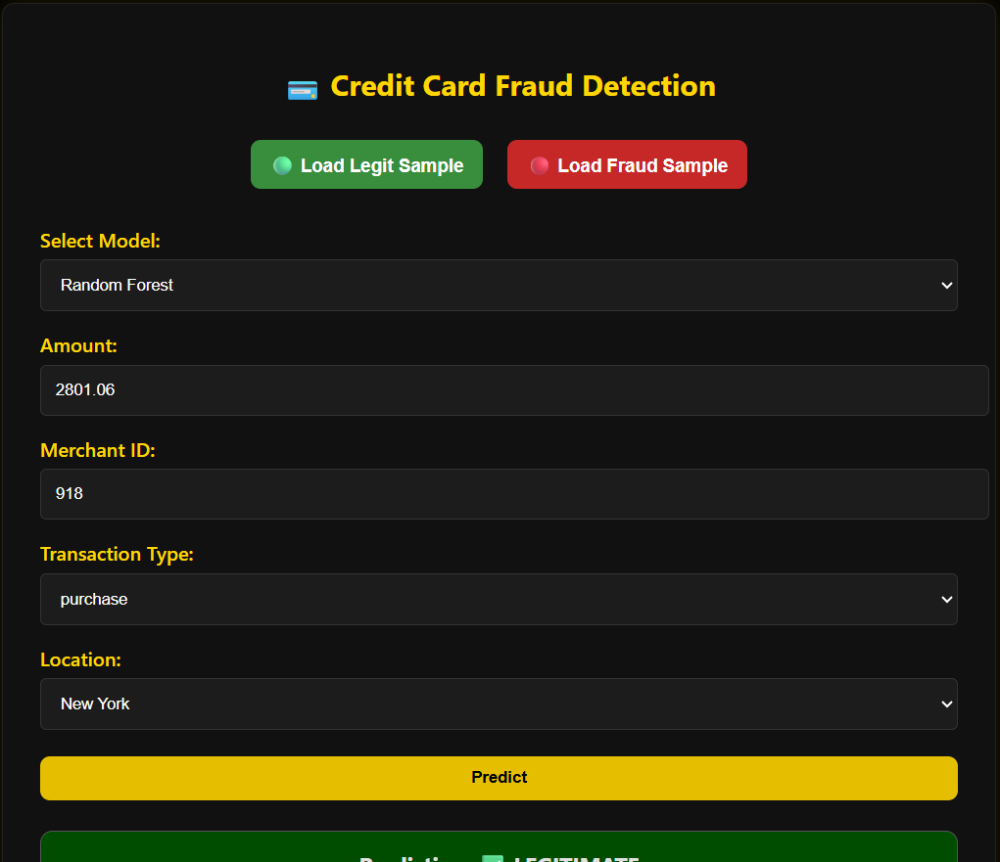 Credit Card Fraud Detection
Load Legit Sample
Load Fraud Sample
Select Model:
Random Forest
Amount:
2801.06
Merchant ID:
918
Transaction Type:
purchase
Location:
New York
Predict
LEGITIMATE